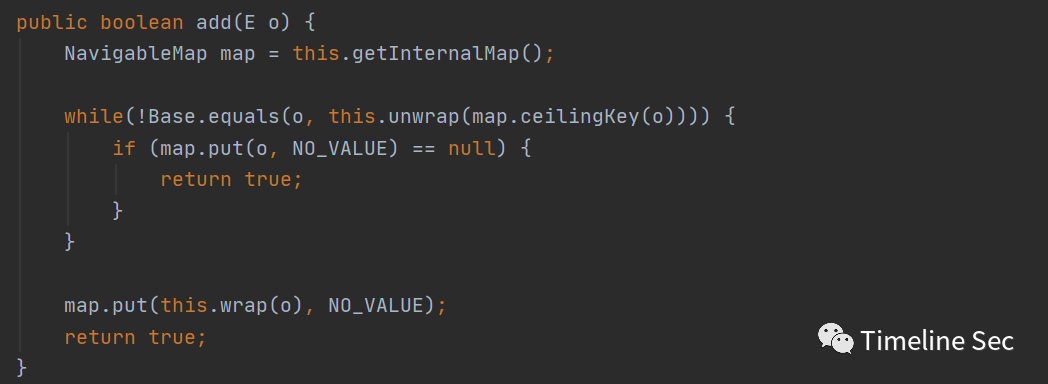 public boolean add(E o) {
    NavigableMap map = this.getInternalMap();

    while(!Base.equals(o, this.unwrap(map.ceilingKey(o)))) {
        if (map.put(o, NO_VALUE) == null) {
            return true;
        }
    }

    map.put(this.wrap(o), NO_VALUE);
    return true;
}
Timeline Sec